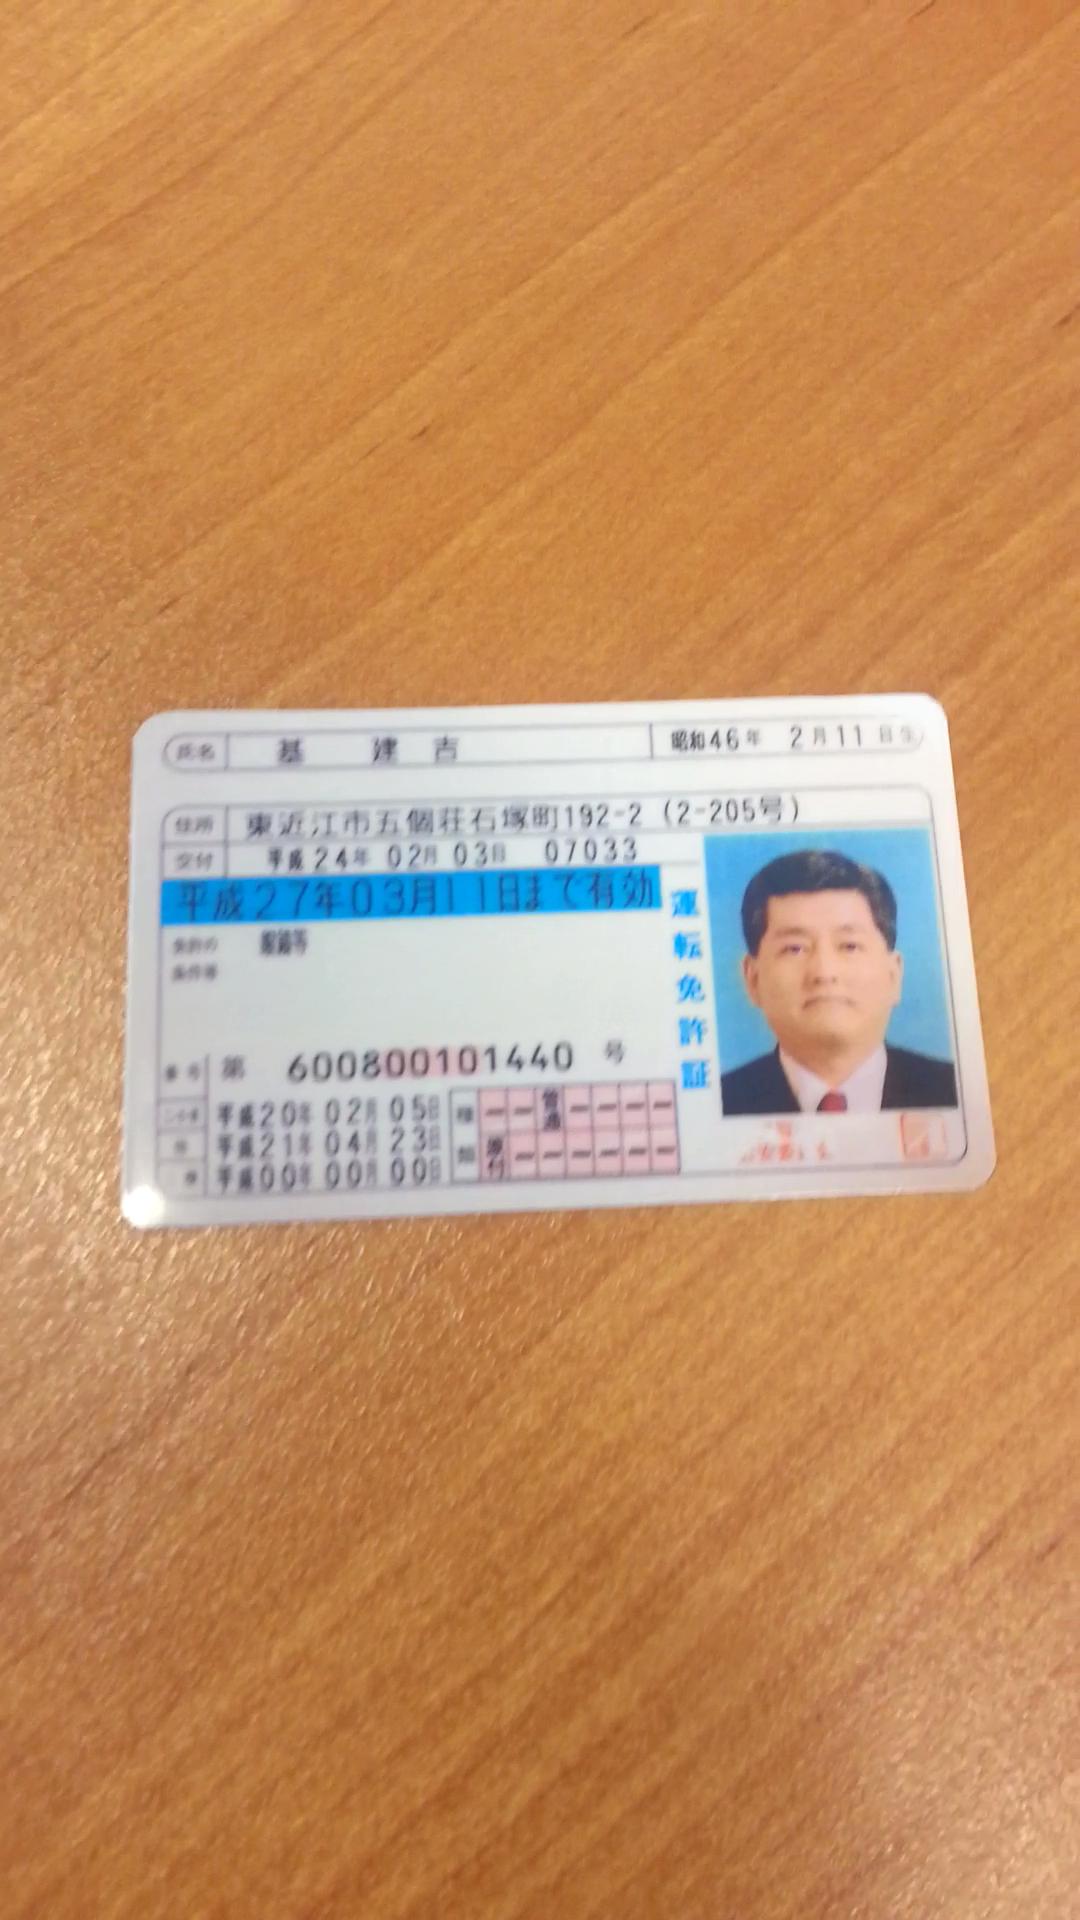 氏名 基 建吉 昭和46年 2月11日生
住所 東近江市五個荘石塚町192-2 (2-205号)
交付 平成24年02月03日 07033
平成27年03月11日まで有効
免許の 眼鏡等
条件等
番号 第 600800101440 号
平成20年02月05日
他 平成21年04月23日
平成00年00月00日
種類
普通
原付
運転免許証